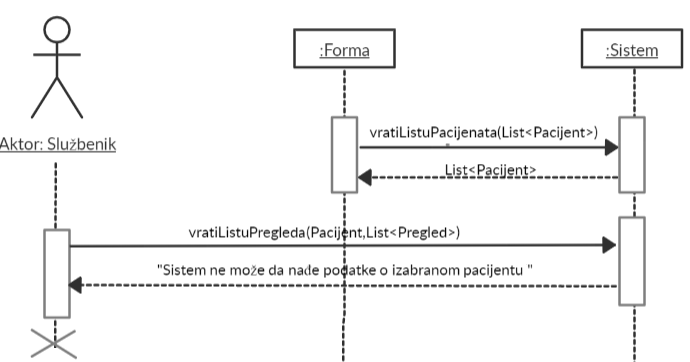 :Forma
:Sistem
Aktor: Službenik
vratiListuPacijenata(List<Pacijent>)
List<Pacijent>
vratiListuPregleda(Pacijent,List<Pregled>)
"Sistem ne može da nađe podatke o izabranom pacijentu "